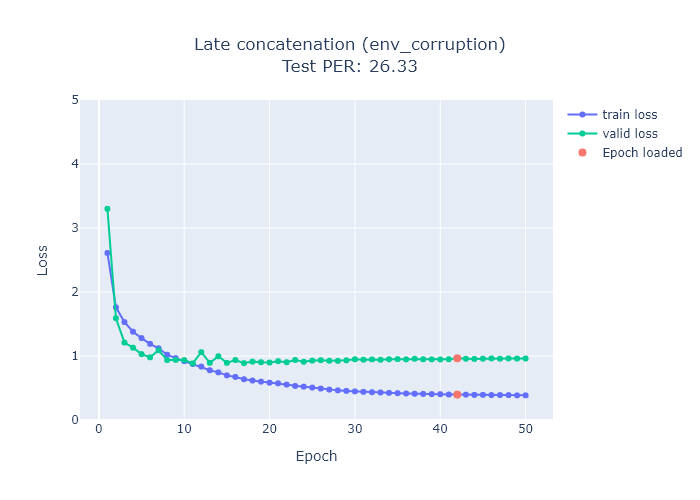 Late concatenation (env_corruption)
Test PER: 26.33
5
4
3
2
1
0
Loss
0
10
20
30
40
50
Epoch
train loss
valid loss
Epoch loaded